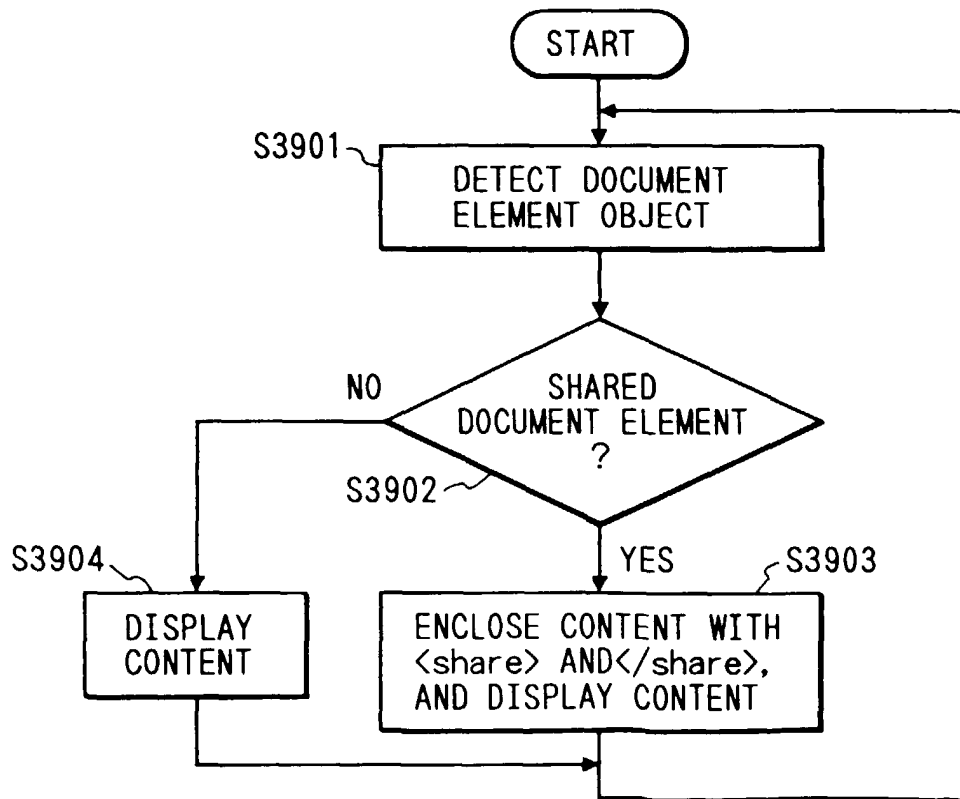 START
S3901
DETECT DOCUMENT
ELEMENT OBJECT
NO
SHARED
DOCUMENT ELEMENT
?
S3902
YES
S3904
S3903
DISPLAY
CONTENT
ENCLOSE CONTENT WITH
<share> AND</share>,
AND DISPLAY CONTENT